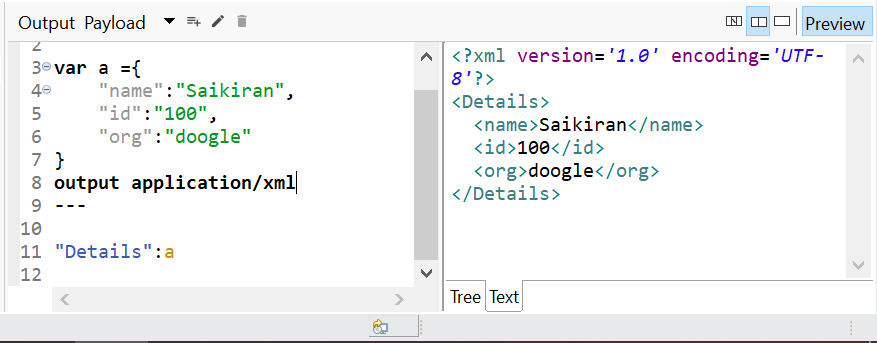 Output Payload Preview
2
3 var a ={
4 "name":"Saikiran",
5 "id":"100",
6 "org":"doogle"
7 }
8 output application/xml
9 ---
10
11 "Details":a
12
<?xml version='1.0' encoding='UTF-
8'?>
<Details>
<name>Saikiran</name>
<id>100</id>
<org>doogle</org>
</Details>
Tree Text